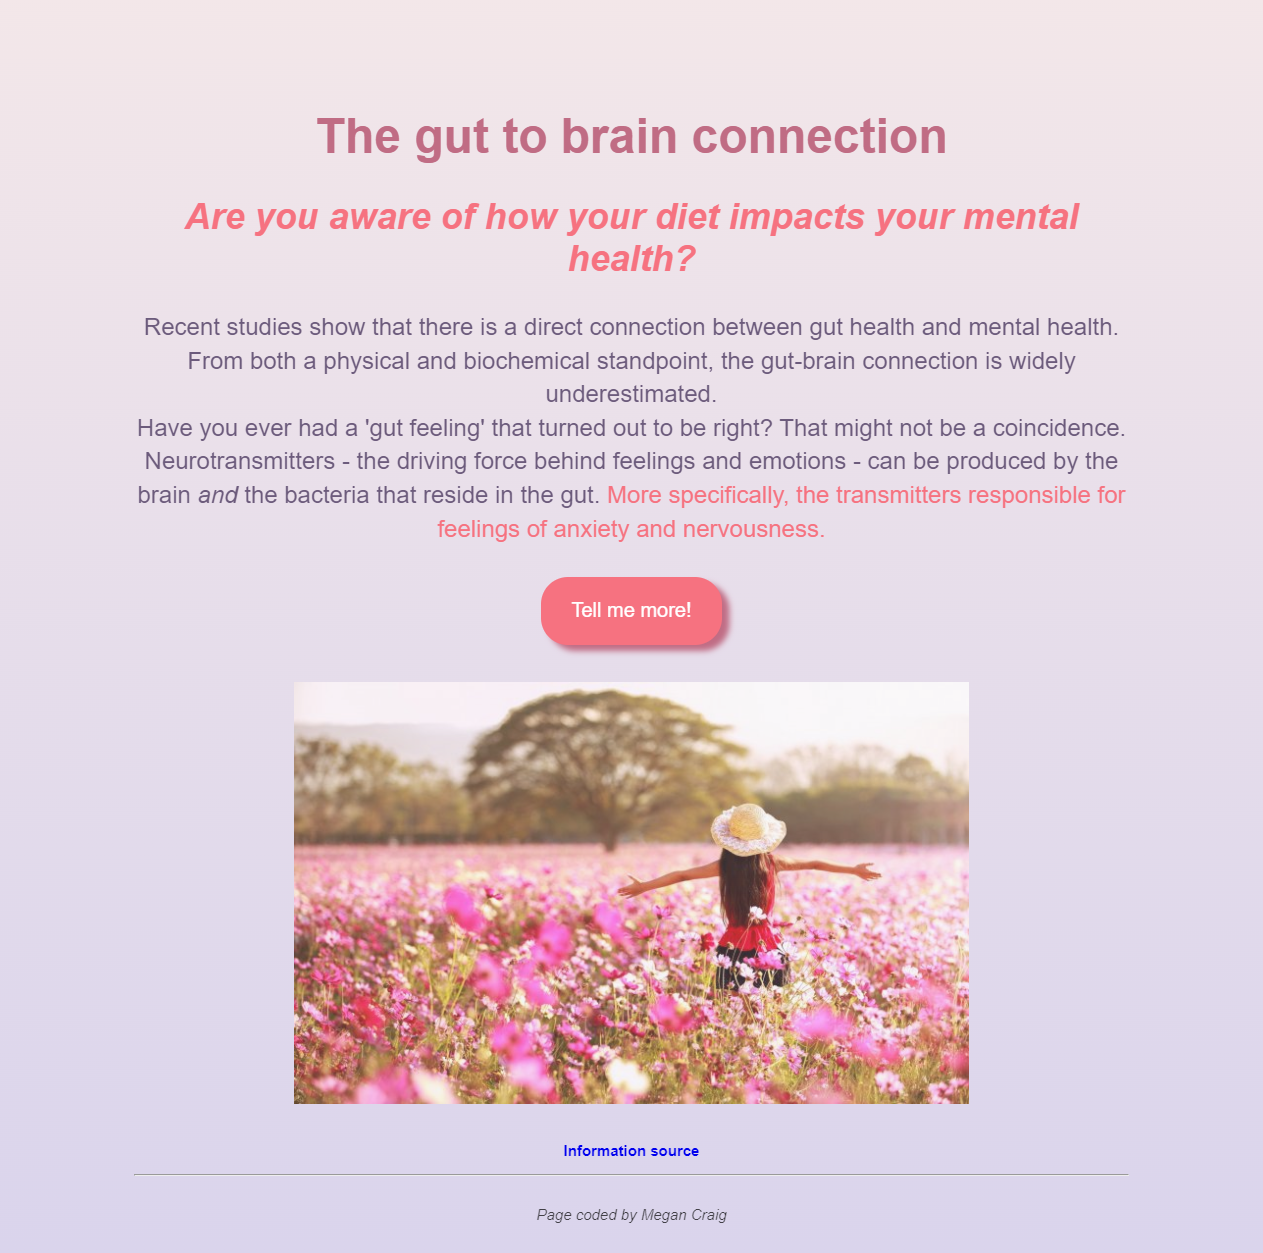 The gut to brain connection
Are you aware of how your diet impacts your mental
health?
Recent studies show that there is a direct connection between gut health and mental health.
From both a physical and biochemical standpoint, the gut-brain connection is widely
underestimated.
Have you ever had a 'gut feeling' that turned out to be right? That might not be a coincidence.
Neurotransmitters - the driving force behind feelings and emotions - can be produced by the
brain and the bacteria that reside in the gut. More specifically, the transmitters responsible for
feelings of anxiety and nervousness.
Tell me more!
Information source
Page coded by Megan Craig